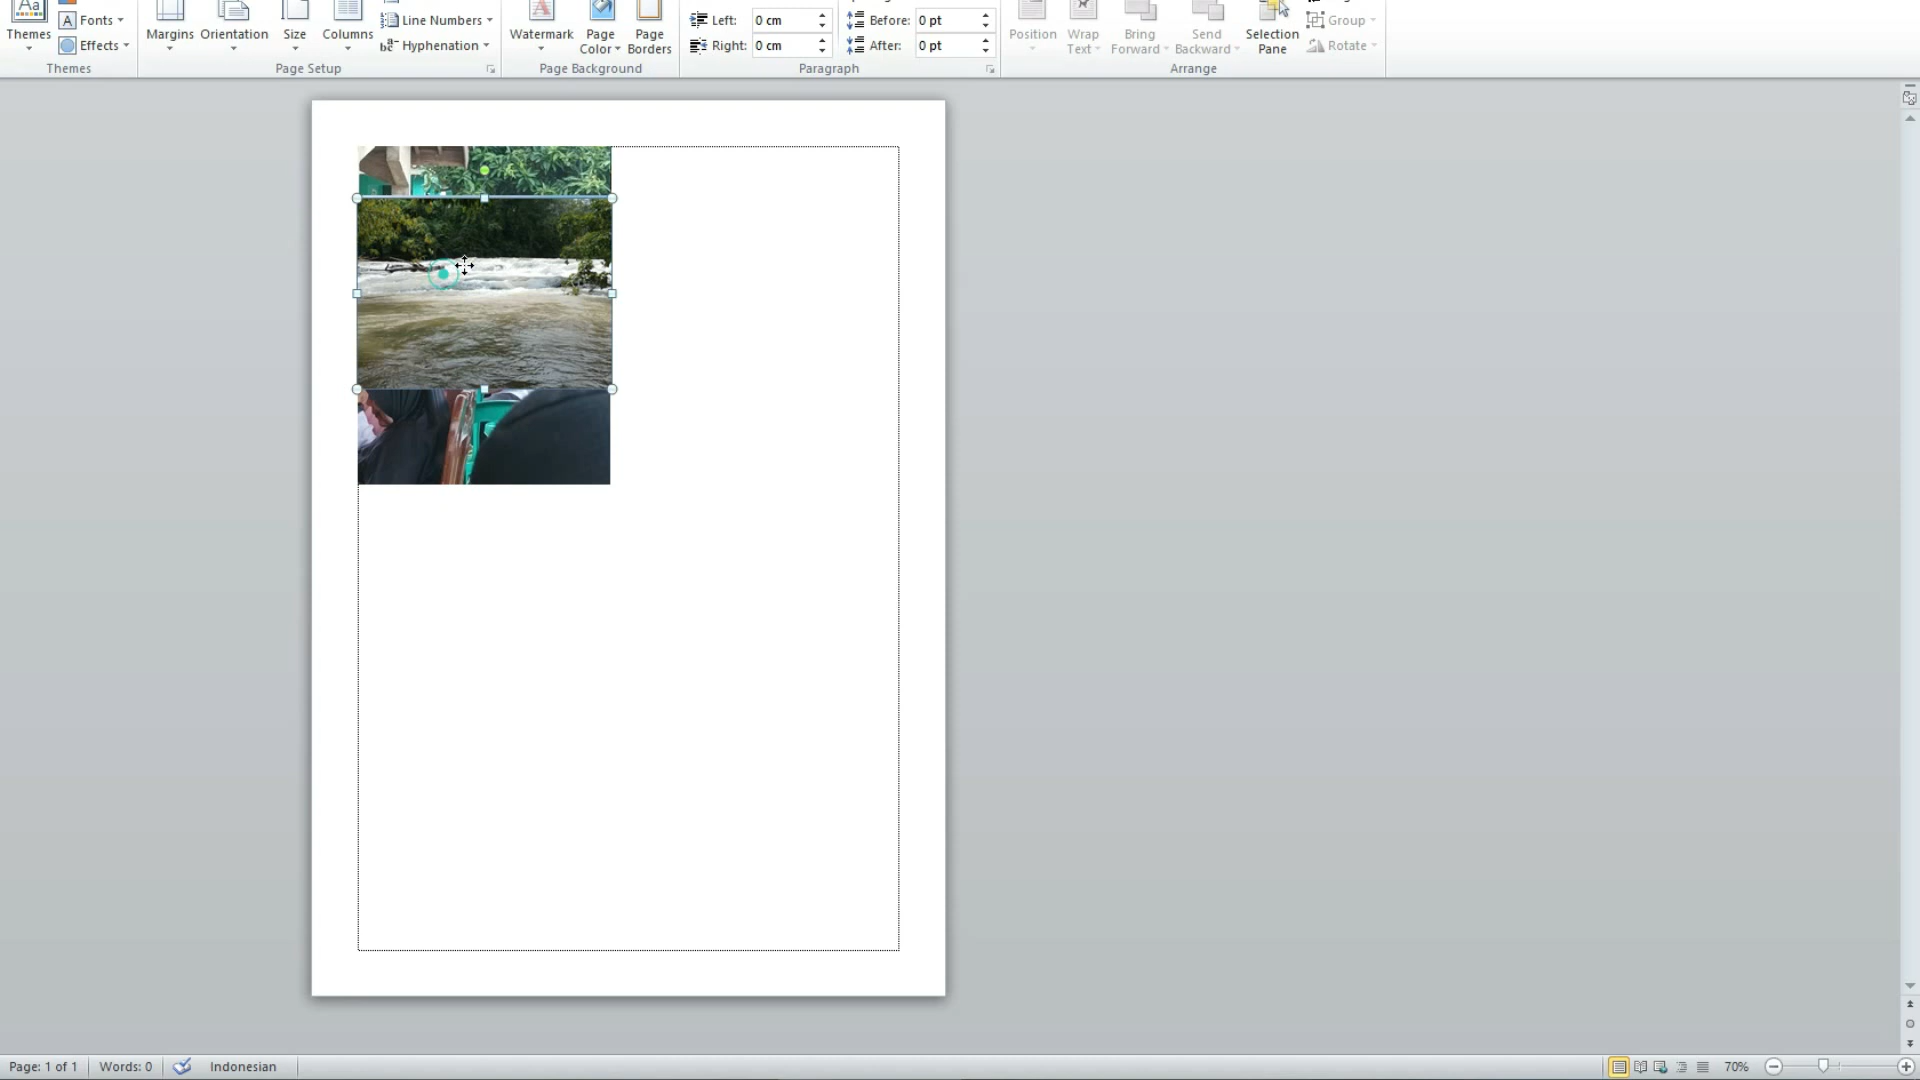 Aa
Themes
Fonts
Effects
Themes
Margins
Orientation
Size
Columns
Line Numbers
Hyphenation
Page Setup
Watermark
Page Color
Page Borders
Page Background
Left: 0 cm
Right: 0 cm
Before: 0 pt
After: 0 pt
Paragraph
Position
Wrap Text
Bring Forward
Send Backward
Selection Pane
Group
Rotate
Arrange
Page: 1 of 1
Words: 0
Indonesian
70%